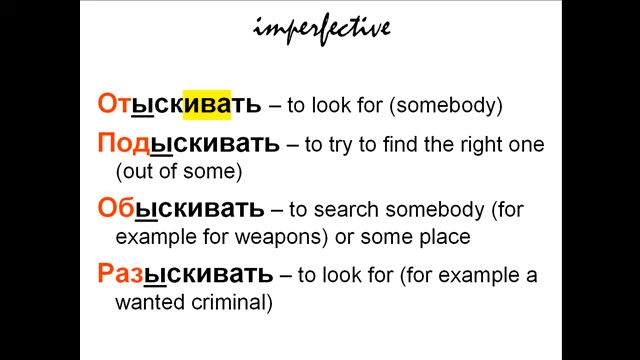 imperfective
Отыскивать – to look for (somebody)
Подыскивать – to try to find the right one
(out of some)
Обыскивать – to search somebody (for
example for weapons) or some place
Разыскивать – to look for (for example a
wanted criminal)